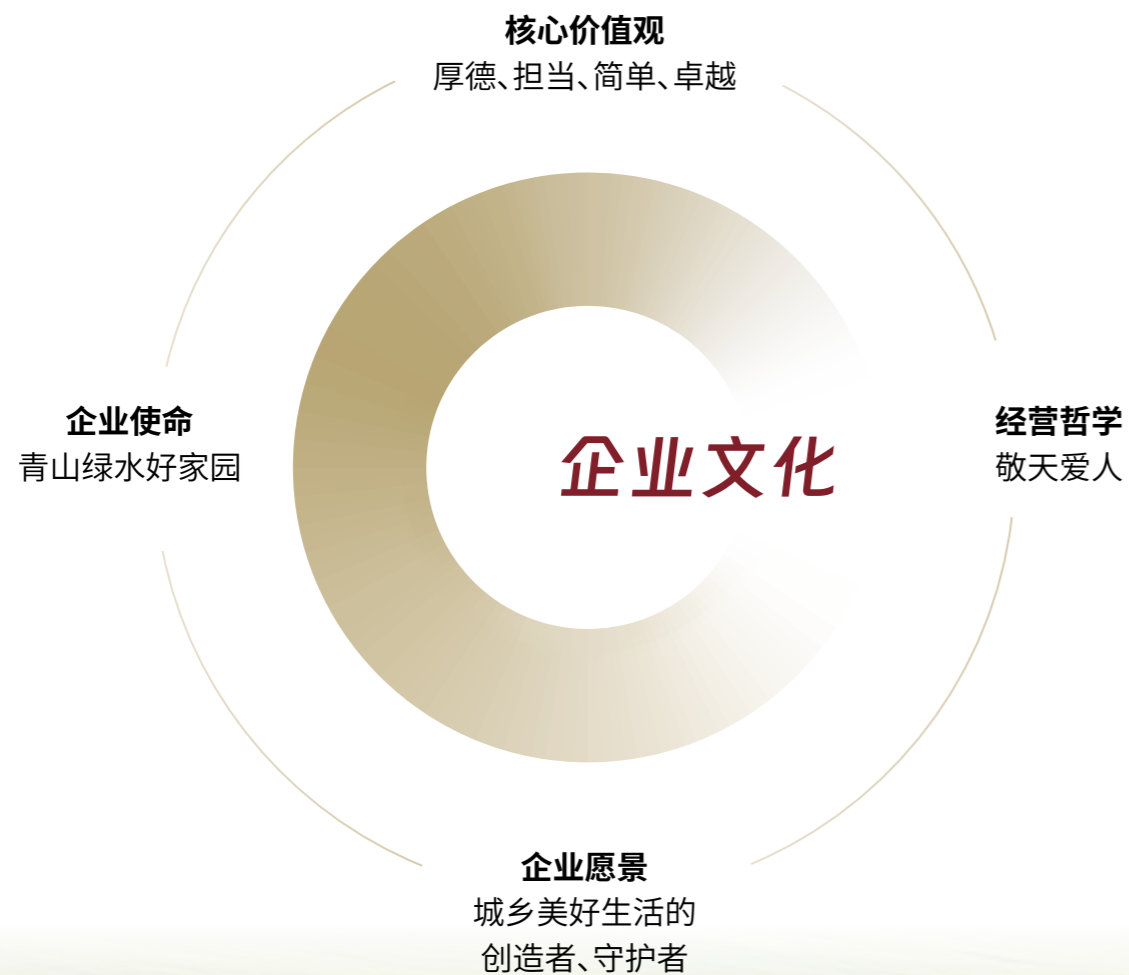 核心价值观
厚德、担当、简单、卓越
企业使命
青山绿水好家园
企业文化
经营哲学
敬天爱人
企业愿景
城乡美好生活的
创造者、守护者